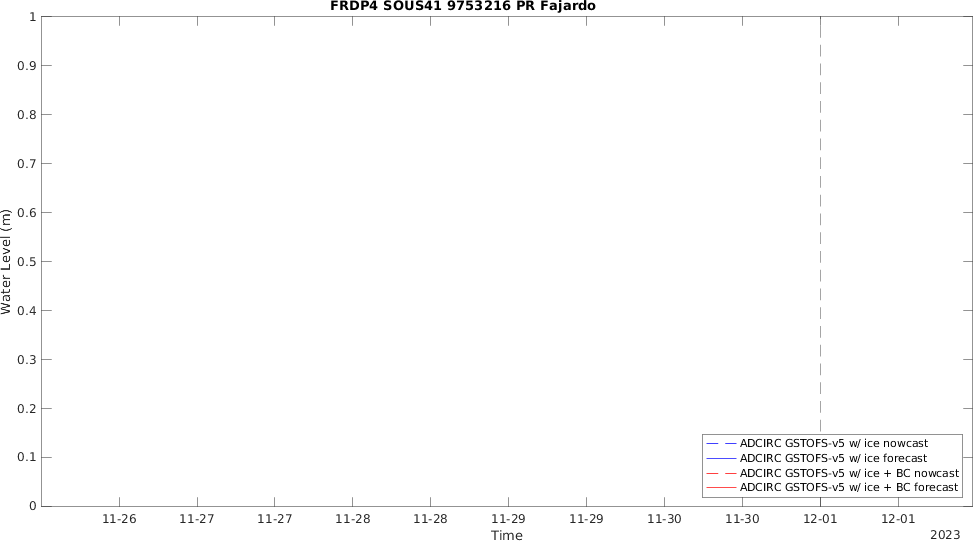 FRDP4 SOUS41 9753216 PR Fajardo
1
0.9
0.8
0.7
0.6
0.5
0.4
0.3
0.2
0.1
0
Water Level (m)
ADCIRC GSTOFS-v5 w/ ice nowcast
ADCIRC GSTOFS-v5 w/ ice forecast
ADCIRC GSTOFS-v5 w/ ice + BC nowcast
ADCIRC GSTOFS-v5 w/ ice + BC forecast
11-26 11-27 11-27 11-28 11-28 11-29 11-29 11-30 11-30 12-01 12-01
Time
2023